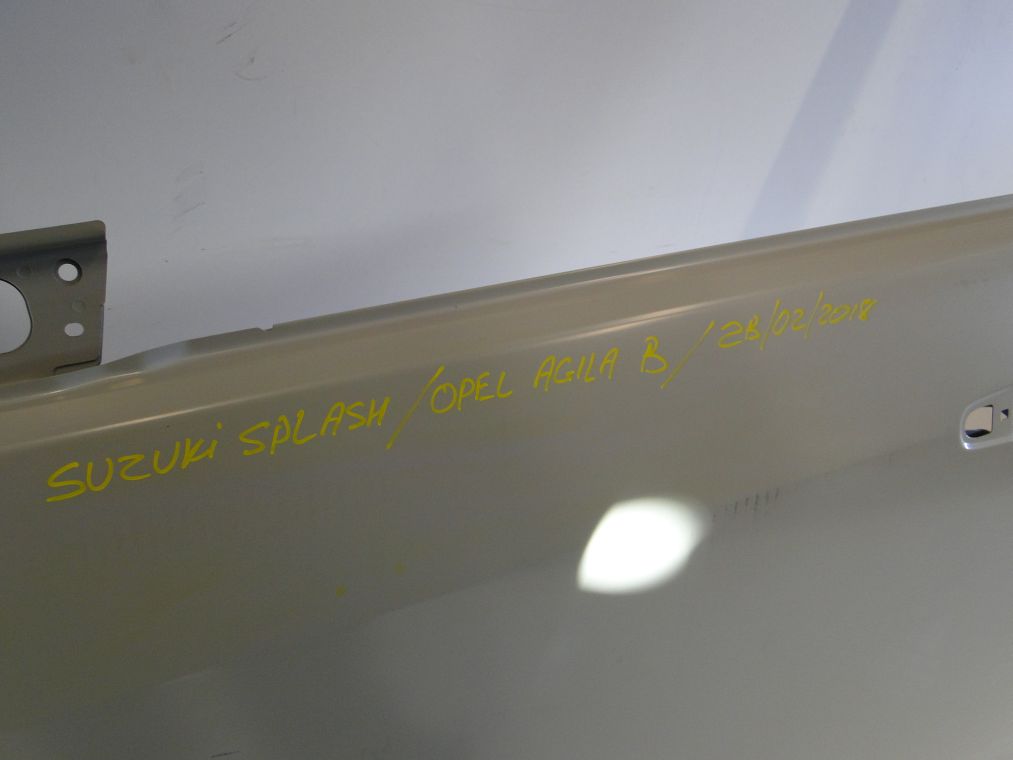 SUZUKi SPLASH / OPEL AGILA B / 28/02/2018